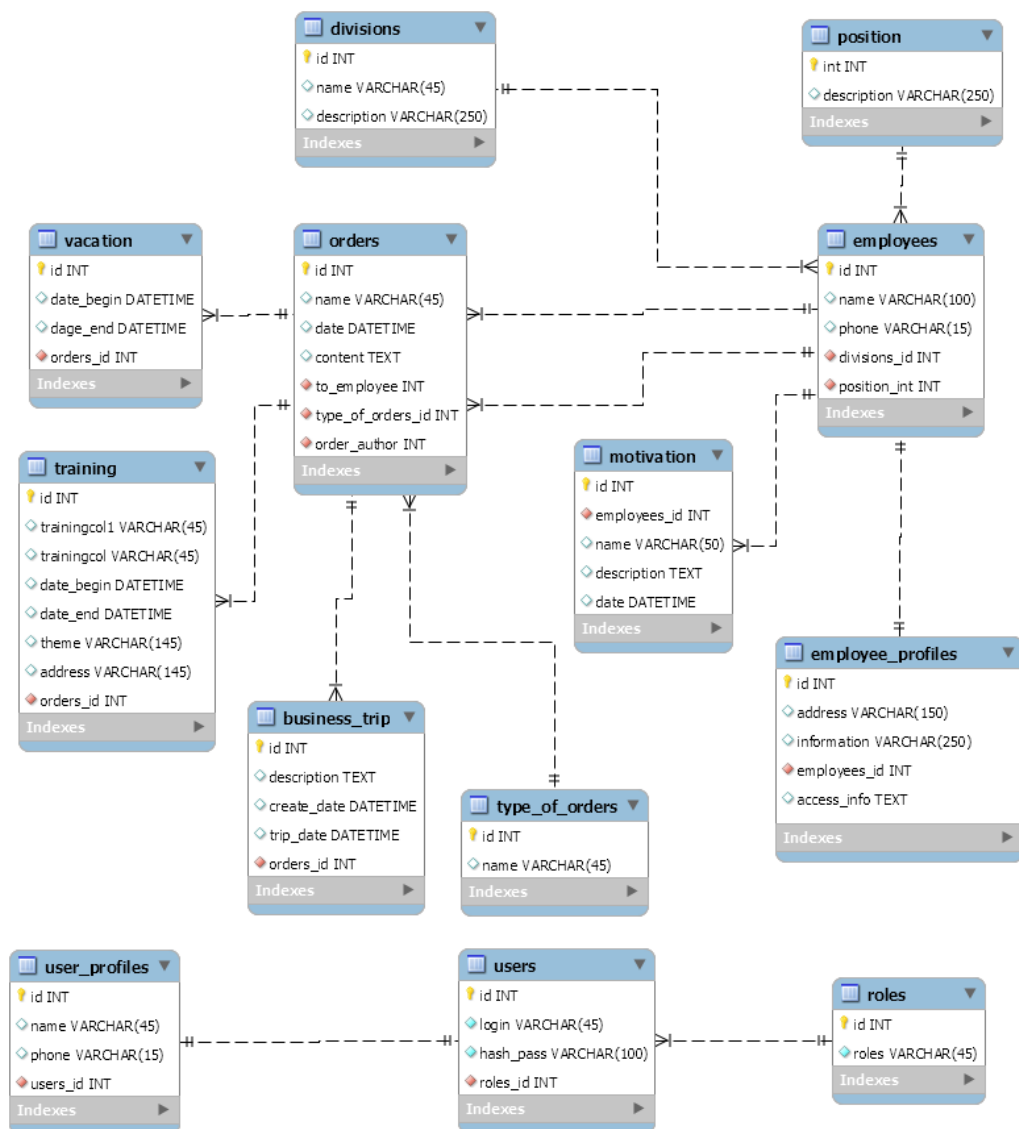 divisions
id INT
name VARCHAR(45)
description VARCHAR(250)
Indexes
position
int INT
description VARCHAR(250)
Indexes
vacation
id INT
date_begin DATETIME
dage_end DATETIME
orders_id INT
Indexes
orders
id INT
name VARCHAR(45)
date DATETIME
content TEXT
to_employee INT
type_of_orders_id INT
order_author INT
Indexes
employees
id INT
name VARCHAR(100)
phone VARCHAR(15)
divisions_id INT
position_int INT
Indexes
training
id INT
trainingcol1 VARCHAR(45)
trainingcol VARCHAR(45)
date_begin DATETIME
date_end DATETIME
theme VARCHAR(145)
address VARCHAR(145)
orders_id INT
Indexes
motivation
id INT
employees_id INT
name VARCHAR(50)
description TEXT
date DATETIME
Indexes
employee_profiles
id INT
address VARCHAR(150)
information VARCHAR(250)
employees_id INT
access_info TEXT
Indexes
business_trip
id INT
description TEXT
create_date DATETIME
trip_date DATETIME
orders_id INT
Indexes
type_of_orders
id INT
name VARCHAR(45)
Indexes
user_profiles
id INT
name VARCHAR(45)
phone VARCHAR(15)
users_id INT
Indexes
users
id INT
login VARCHAR(45)
hash_pass VARCHAR(100)
roles_id INT
Indexes
roles
id INT
roles VARCHAR(45)
Indexes